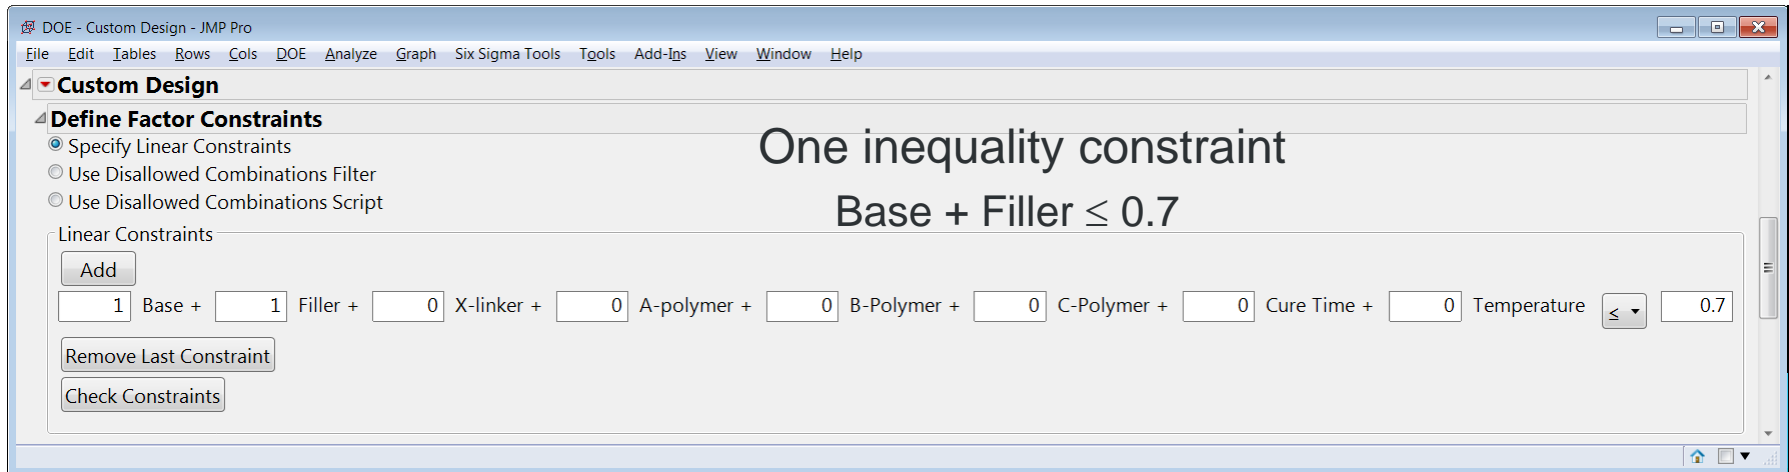 DOE - Custom Design - JMP Pro
File Edit Tables Rows Cols DOE Analyze Graph Six Sigma Tools Tools Add-Ins View Window Help
Custom Design
Define Factor Constraints
One inequality constraint
Specify Linear Constraints
Use Disallowed Combinations Filter
Use Disallowed Combinations Script
Base + Filler ≤ 0.7
Linear Constraints
Add
1 Base + 1 Filler + 0 X-linker + 0 A-polymer + 0 B-Polymer + 0 C-Polymer + 0 Cure Time + 0 Temperature ≤ 0.7
Remove Last Constraint
Check Constraints